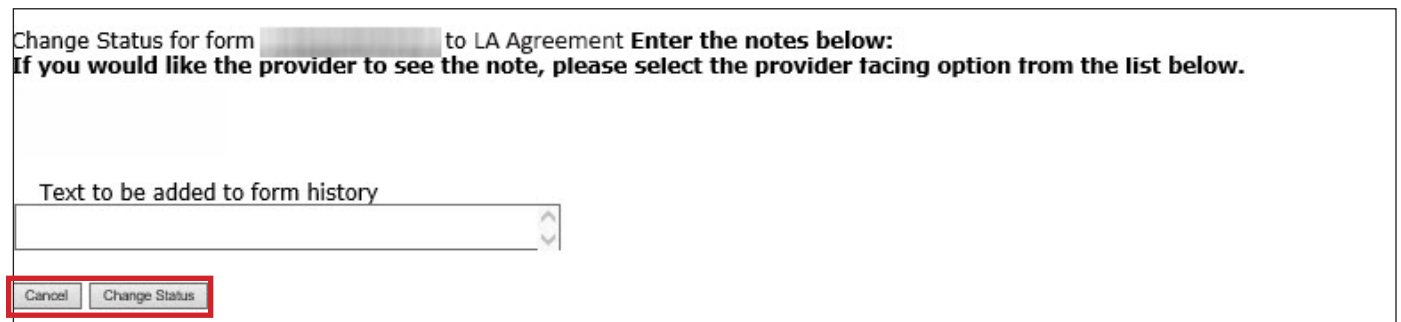 Change Status for form to LA Agreement Enter the notes below:
If you would like the provider to see the note, please select the provider facing option from the list below.
Text to be added to form history
Cancel Change Status